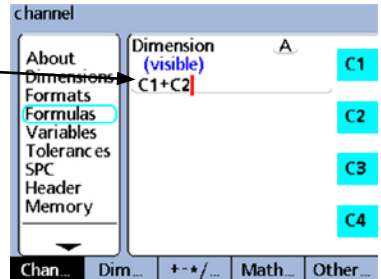 channel
About
Dimensions
Formats
Formulas
Variables
Tolerances
SPC
Header
Memory
Dimension A
(visible)
C1+C2
C1
C2
C3
C4
Chan... Dim... +-*/... Math... Other...